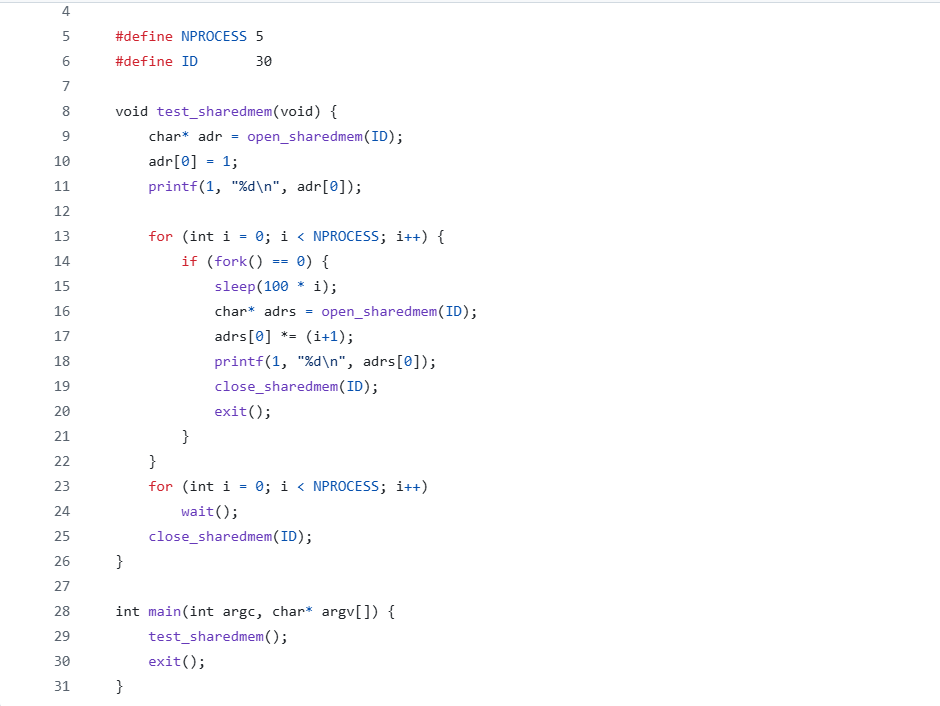 4
5 #define NPROCESS 5
6 #define ID       30
7
8 void test_sharedmem(void) {
9     char* adr = open_sharedmem(ID);
10     adr[0] = 1;
11     printf(1, "%d\n", adr[0]);
12
13     for (int i = 0; i < NPROCESS; i++) {
14         if (fork() == 0) {
15             sleep(100 * i);
16             char* adrs = open_sharedmem(ID);
17             adrs[0] *= (i+1);
18             printf(1, "%d\n", adrs[0]);
19             close_sharedmem(ID);
20             exit();
21         }
22     }
23     for (int i = 0; i < NPROCESS; i++)
24         wait();
25     close_sharedmem(ID);
26 }
27
28 int main(int argc, char* argv[]) {
29     test_sharedmem();
30     exit();
31 }